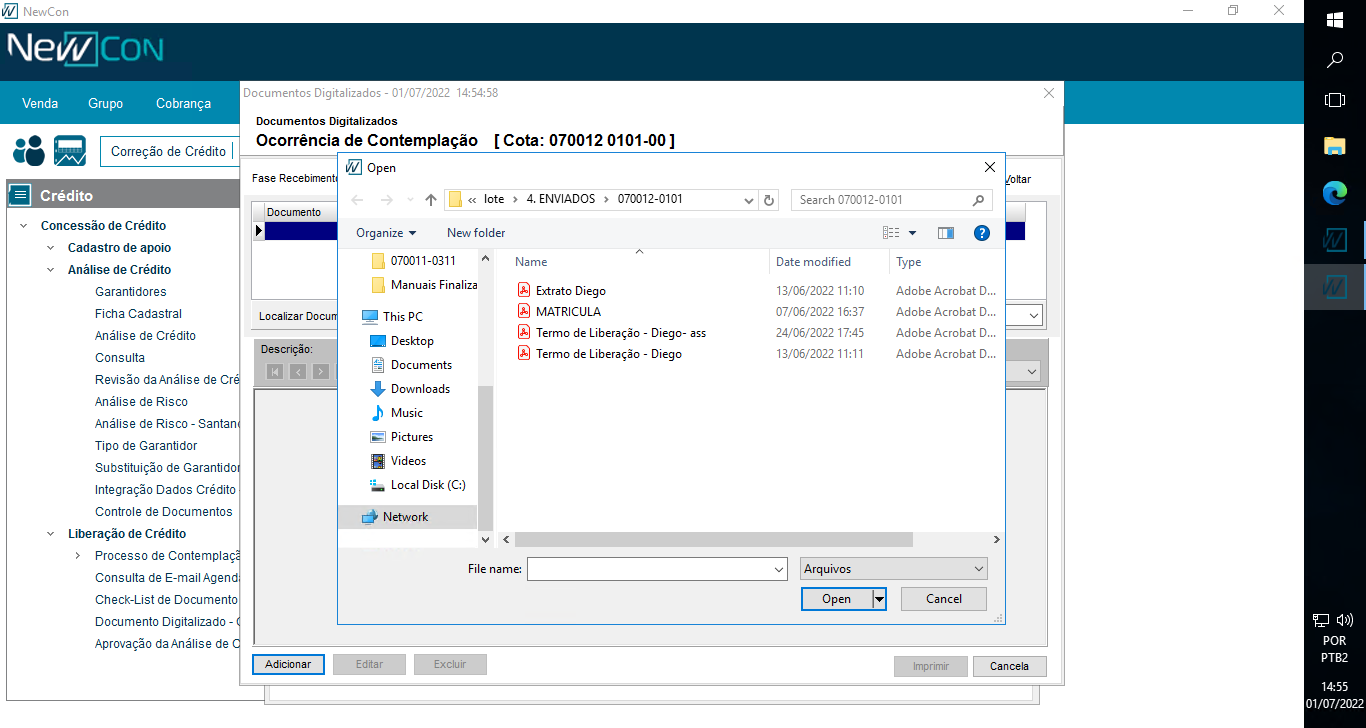 NewCon
NeWCon
Venda Grupo Cobrança
Correção de Crédito
Crédito
Concessão de Crédito
Cadastro de apoio
Análise de Crédito
Garantidores
Ficha Cadastral
Análise de Crédito
Consulta
Revisão da Análise de Cré
Análise de Risco
Análise de Risco - Santand
Tipo de Garantidor
Substituição de Garantidor
Integração Dados Crédito -
Controle de Documentos
Liberação de Crédito
Processo de Contemplaçã
Consulta de E-mail Agenda
Check-List de Documento
Documento Digitalizado - C
Aprovação da Análise de C
Documentos Digitalizados - 01/07/2022 14:54:58
Documentos Digitalizados
Ocorrência de Contemplação [ Cota: 070012 0101-00 ]
Fase Recebimento
Voltar
Documento
Localizar Docum
Descrição:
Open
« lote > 4. ENVIADOS > 070012-0101
Search 070012-0101
Organize New folder
070011-0311
Manuais Finaliza
This PC
Desktop
Documents
Downloads
Music
Pictures
Videos
Local Disk (C:)
Network
Name Date modified Type
Extrato Diego 13/06/2022 11:10 Adobe Acrobat D...
MATRICULA 07/06/2022 16:37 Adobe Acrobat D...
Termo de Liberação - Diego- ass 24/06/2022 17:45 Adobe Acrobat D...
Termo de Liberação - Diego 13/06/2022 11:11 Adobe Acrobat D...
File name:
Arquivos
Open Cancel
Adicionar Editar Excluir Imprimir Cancela
POR
PTB2
14:55
01/07/2022